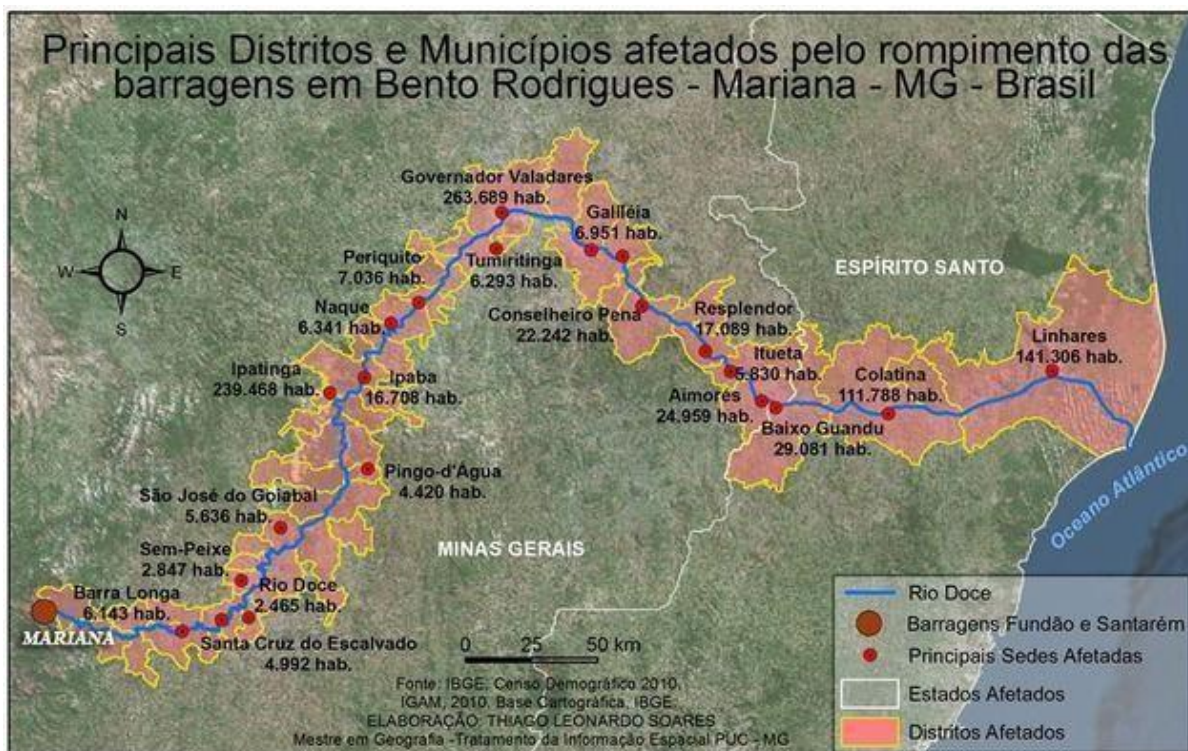 Principais Distritos e Municípios afetados pelo rompimento das
barragens em Bento Rodrigues - Mariana - MG - Brasil
N
W
E
S
Governador Valadares
263.689 hab.
Galiléia
6.951 hab.
Periquito
7.036 hab.
Tumiritinga
6.293 hab.
ESPÍRITO SANTO
Naque
6.341 hab.
Conselheiro Pena
22.242 hab.
Resplendor
17.089 hab.
Linhares
141.306 hab.
Itueta
5.830 hab.
Ipatinga
239.468 hab.
Ipaba
16.708 hab.
Aimorés
24.959 hab.
Colatina
111.788 hab.
Baixo Guandu
29.081 hab.
Pingo-d'Água
4.420 hab.
São José do Goiabal
5.636 hab.
Oceano Atlântico
Sem-Peixe
2.847 hab.
MINAS GERAIS
Barra Longa
6.143 hab.
Rio Doce
2.465 hab.
MARIANA
Santa Cruz do Escalvado
4.992 hab.
0 25 50 km
Fonte: IBGE, Censo Demográfico 2010.
IGAM, 2010. Base Cartográfica, IBGE.
ELABORAÇÃO: THIAGO LEONARDO SOARES
Mestre em Geografia -Tratamento da Informação Espacial PUC - MG
Rio Doce
Barragens Fundão e Santarém
Principais Sedes Afetadas
Estados Afetados
Distritos Afetados